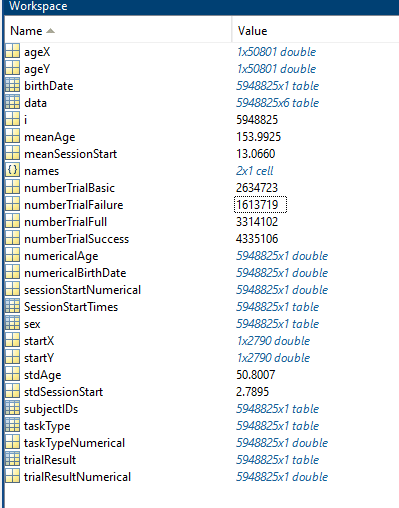 Workspace
Name Value
ageX 1x50801 double
ageY 1x50801 double
birthDate 5948825x1 table
data 5948825x6 table
i 5948825
meanAge 153.9925
meanSessionStart 13.0660
names 2x1 cell
numberTrialBasic 2634723
numberTrialFailure 1613719
numberTrialFull 3314102
numberTrialSuccess 4335106
numericalAge 5948825x1 double
numericalBirthDate 5948825x1 double
sessionStartNumerical 5948825x1 double
SessionStartTimes 5948825x1 table
sex 5948825x1 table
startX 1x2790 double
startY 1x2790 double
stdAge 50.8007
stdSessionStart 2.7895
subjectIDs 5948825x1 table
taskType 5948825x1 table
taskTypeNumerical 5948825x1 double
trialResult 5948825x1 table
trialResultNumerical 5948825x1 double